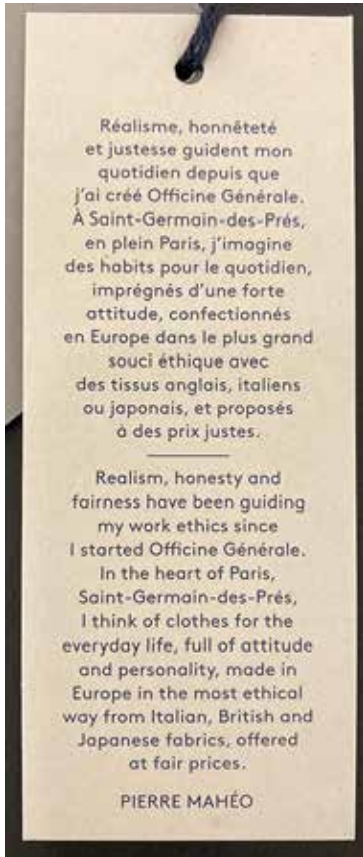 Réalisme, honnêteté
et justesse guident mon
quotidien depuis que
j'ai créé Officine Générale.
À Saint-Germain-des-Prés,
en plein Paris, j'imagine
des habits pour le quotidien,
imprégnés d'une forte
attitude, confectionnés
en Europe dans le plus grand
souci éthique avec
des tissus anglais, italiens
ou japonais, et proposés
à des prix justes.
Realism, honesty and
fairness have been guiding
my work ethics since
I started Officine Générale.
In the heart of Paris,
Saint-Germain-des-Prés,
I think of clothes for the
everyday life, full of attitude
and personality, made in
Europe in the most ethical
way from Italian, British and
Japanese fabrics, offered
at fair prices.
PIERRE MAHÉO